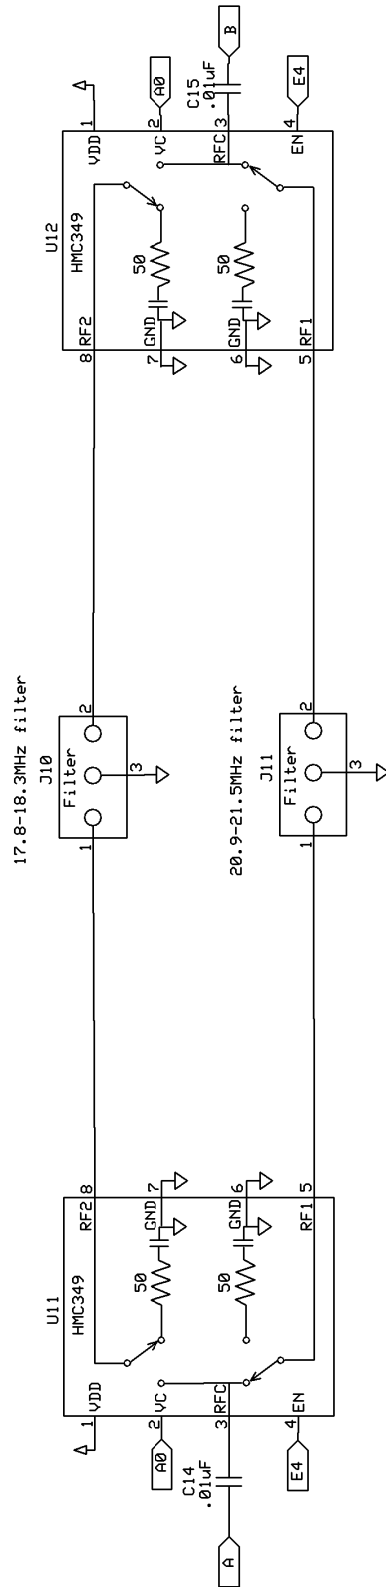 U11
HMC349
1
VDD
2
VC
A0
3
RFC
C14
.01uF
A
4
EN
E4
RF2
8
50
GND
7
50
GND
6
RF1
5
17.8-18.3MHz filter
J10
Filter
1
2
3
20.9-21.5MHz filter
J11
Filter
1
2
3
U12
HMC349
8
RF2
7
GND
50
6
GND
50
5
RF1
VDD
1
VC
2
A0
RFC
3
C15
.01uF
B
EN
4
E4